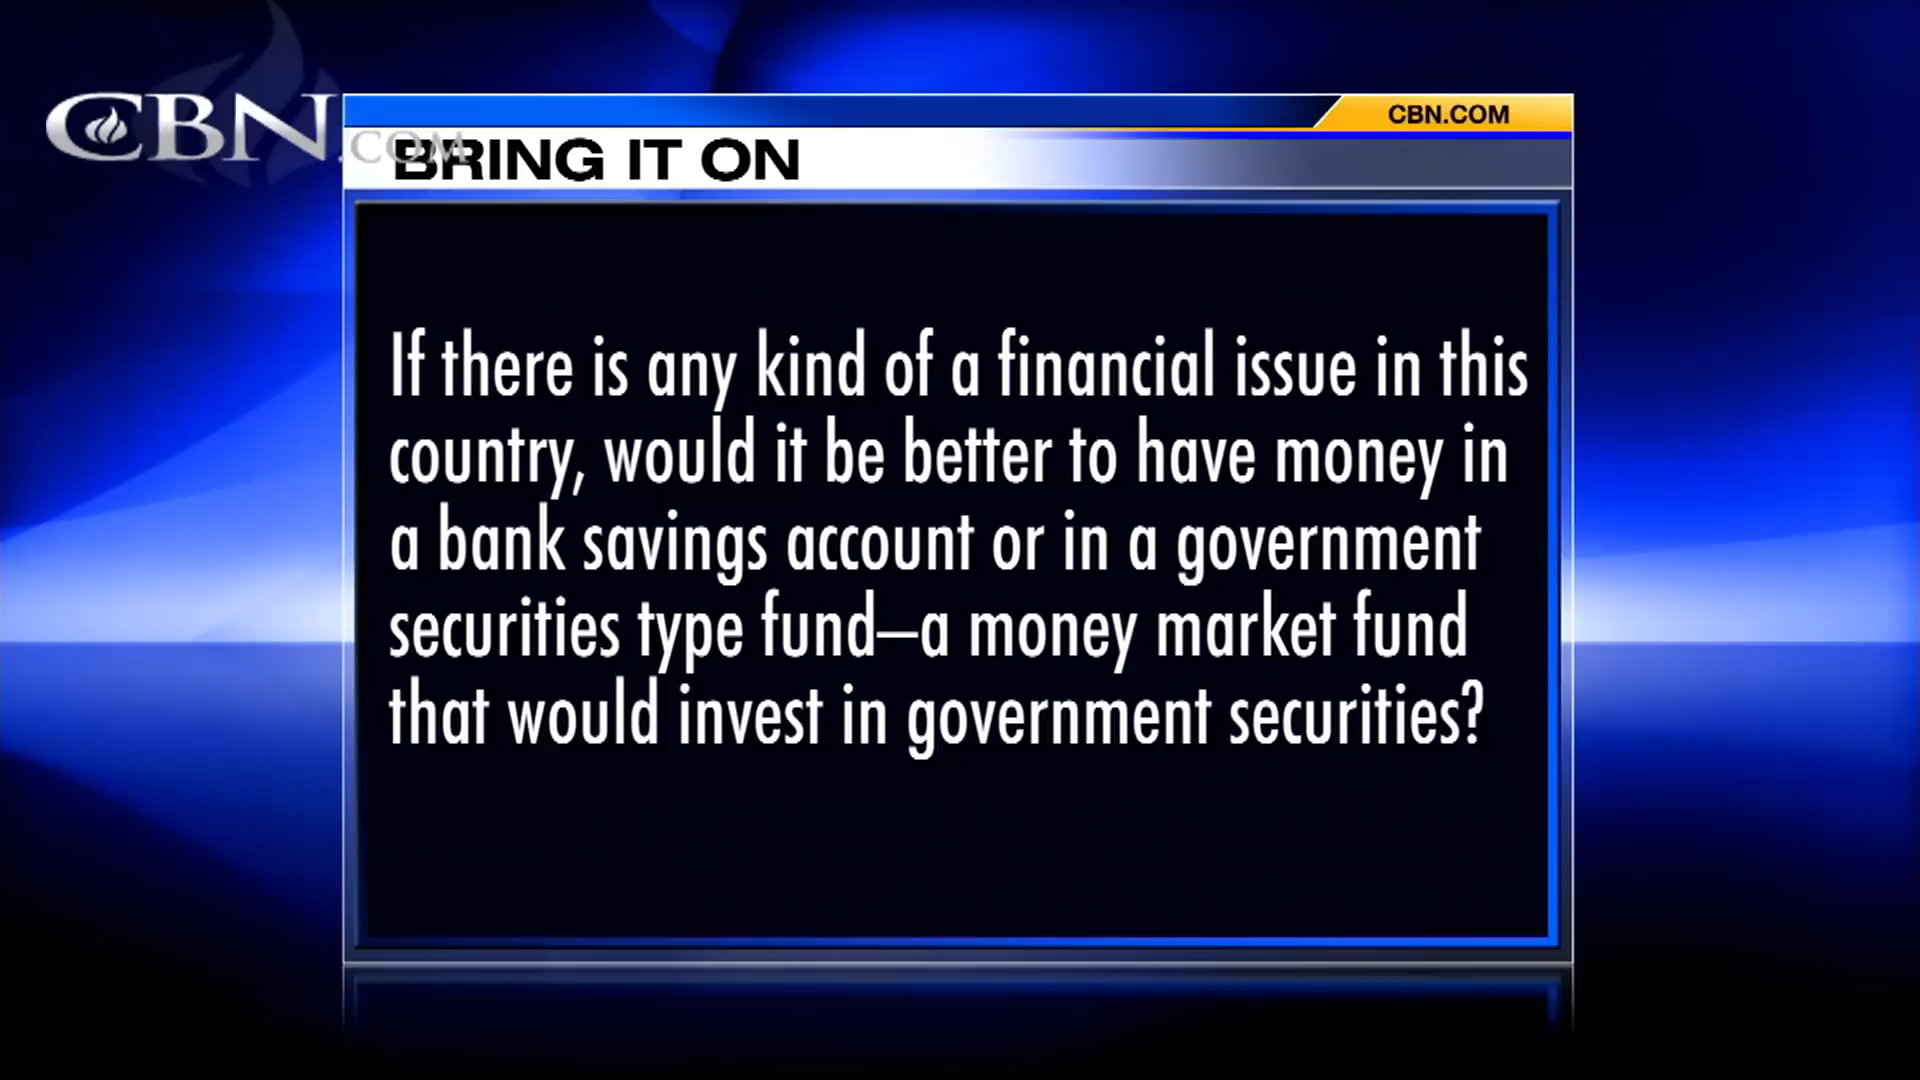 CBN.COM
CBN.COM
BRING IT ON
If there is any kind of a financial issue in this
country, would it be better to have money in
a bank savings account or in a government
securities type fund—a money market fund
that would invest in government securities?